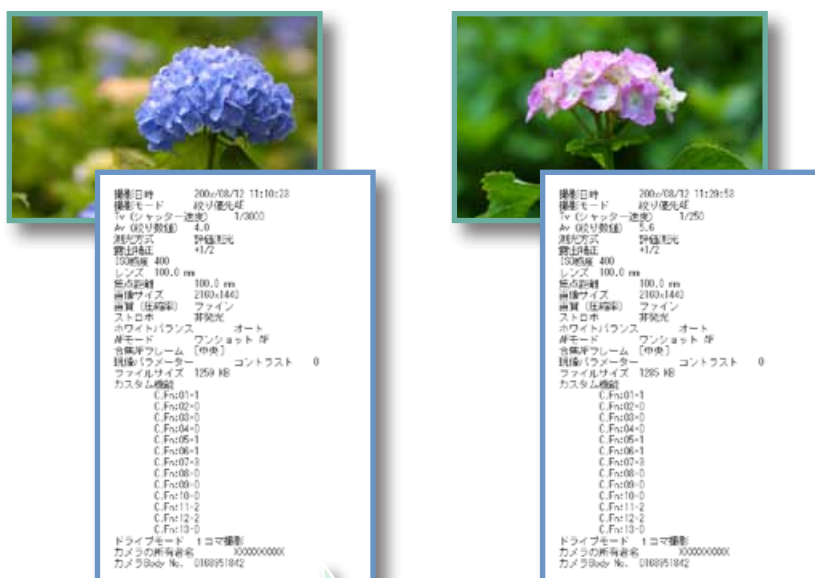 撮影日時 200x/08/12 11:10:23
撮影モード 絞り優先AE
Tv (シャッター速度) 1/3000
Av (絞り数値) 4.0
測光方式 評価測光
露出補正 +1/2
ISO感度 400
レンズ 100.0 mm
焦点距離 100.0 mm
画像サイズ 2160x1440
画質 (圧縮率) ファイン
ストロボ 非発光
ホワイトバランス オート
AFモード ワンショット AF
合焦AFフレーム [中央]
現像パラメーター コントラスト 0
ファイルサイズ 1259 KB
カスタム機能
C.Fn:01-1
C.Fn:02-0
C.Fn:03-0
C.Fn:04-0
C.Fn:05-1
C.Fn:06-1
C.Fn:07-3
C.Fn:08-0
C.Fn:09-0
C.Fn:10-0
C.Fn:11-2
C.Fn:12-2
C.Fn:13-0
ドライブモード 1コマ撮影
カメラの所有者名 XXXXXXXXXX
カメラBody No. 0168951842
撮影日時 200x/08/12 11:29:53
撮影モード 絞り優先AE
Tv (シャッター速度) 1/250
Av (絞り数値) 5.6
測光方式 評価測光
露出補正 +1/2
ISO感度 400
レンズ 100.0 mm
焦点距離 100.0 mm
画像サイズ 2160x1440
画質 (圧縮率) ファイン
ストロボ 非発光
ホワイトバランス オート
AFモード ワンショット AF
合焦AFフレーム [中央]
現像パラメーター コントラスト 0
ファイルサイズ 1285 KB
カスタム機能
C.Fn:01-1
C.Fn:02-0
C.Fn:03-0
C.Fn:04-0
C.Fn:05-1
C.Fn:06-1
C.Fn:07-3
C.Fn:08-0
C.Fn:09-0
C.Fn:10-0
C.Fn:11-2
C.Fn:12-2
C.Fn:13-0
ドライブモード 1コマ撮影
カメラの所有者名 XXXXXXXXXX
カメラBody No. 0168951842